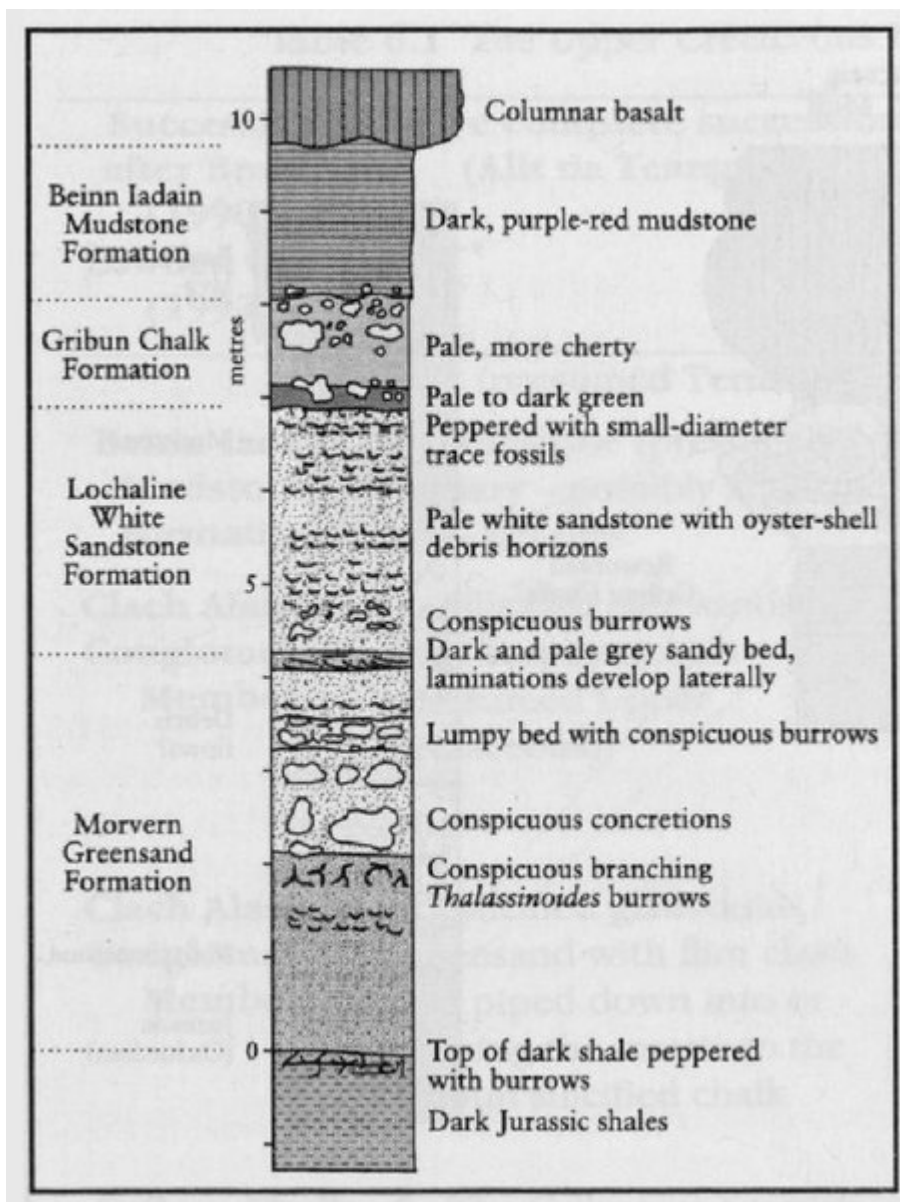 10
Columnar basalt
Beinn Iadain
Mudstone
Formation
Dark, purple-red mudstone
Gribun Chalk
Formation
metres
Pale, more cherty
Pale to dark green
Peppered with small-diameter
trace fossils
Lochaline
White
Sandstone
Formation
Pale white sandstone with oyster-shell
debris horizons
5
Conspicuous burrows
Dark and pale grey sandy bed,
laminations develop laterally
Lumpy bed with conspicuous burrows
Morvern
Greensand
Formation
Conspicuous concretions
Conspicuous branching
Thalassinoides burrows
0
Top of dark shale peppered
with burrows
Dark Jurassic shales